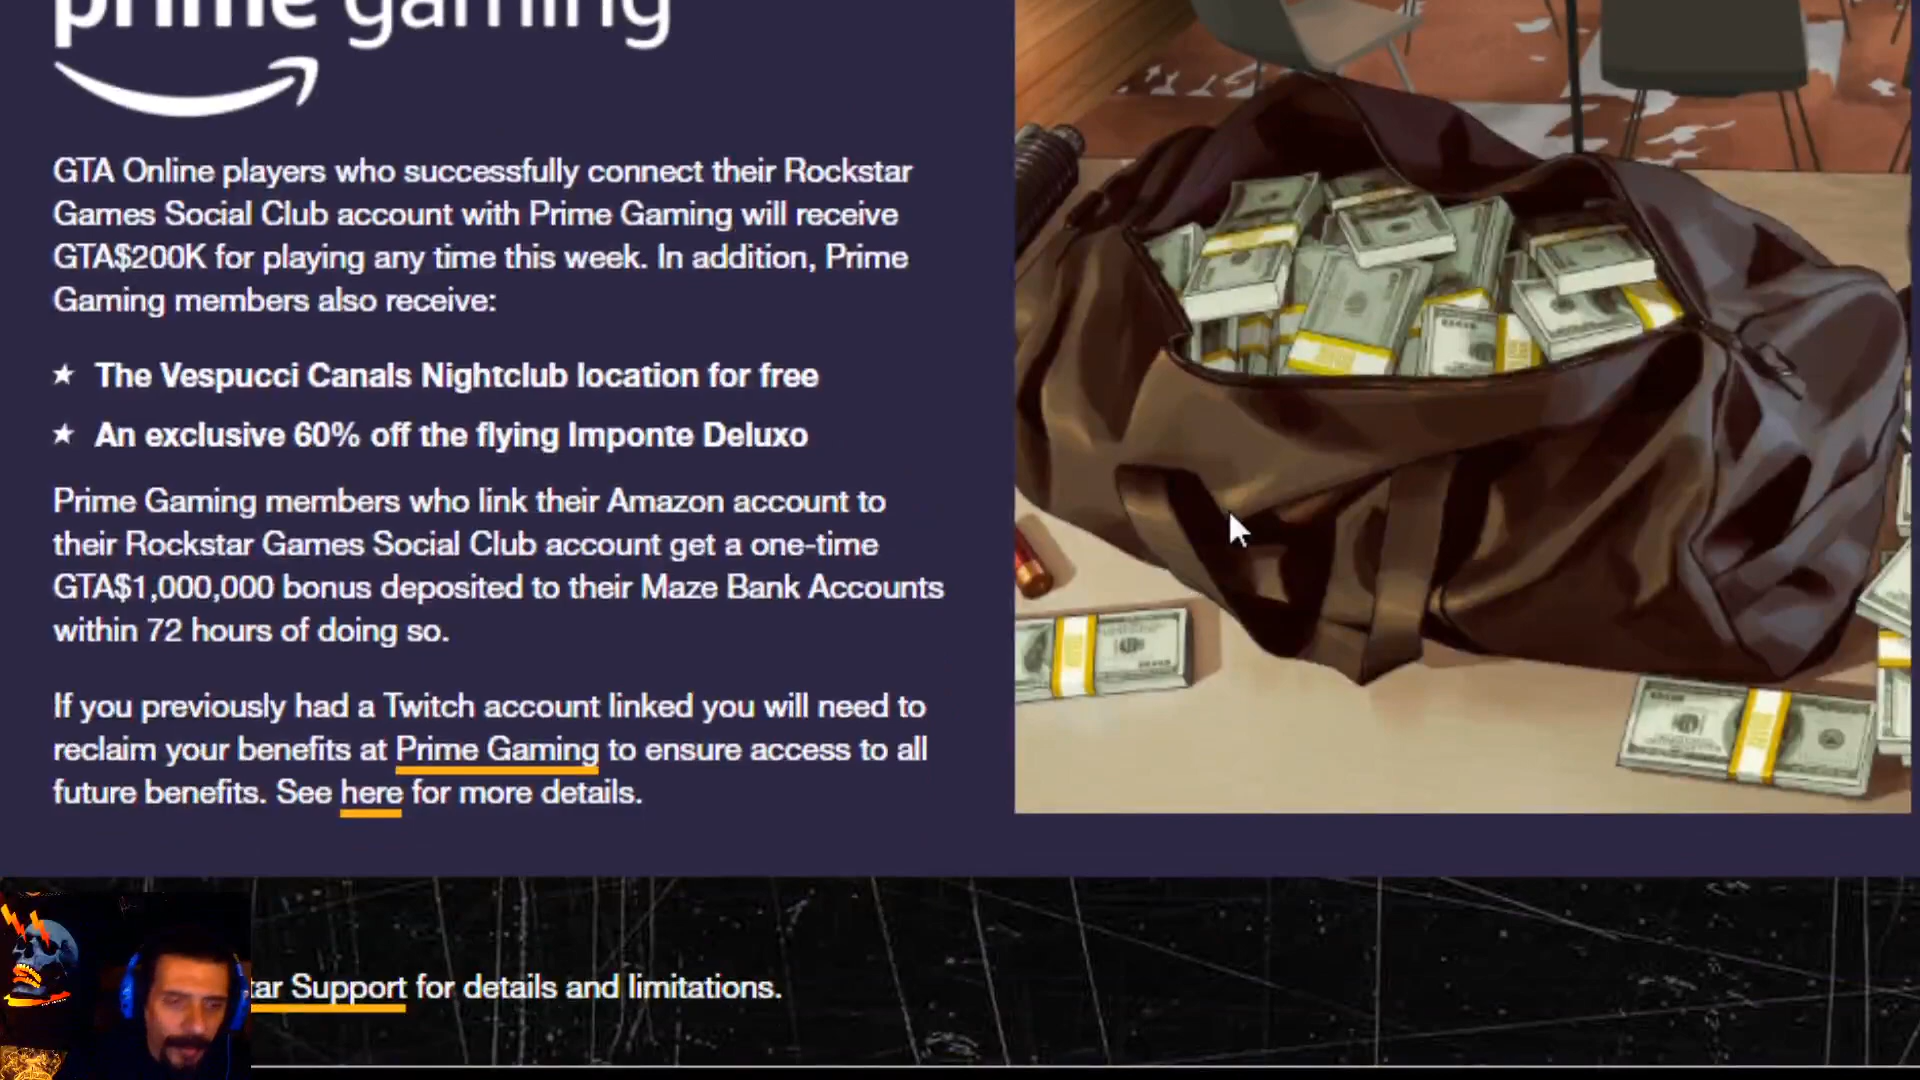 prime gaming
GTA Online players who successfully connect their Rockstar
Games Social Club account with Prime Gaming will receive
GTA$200K for playing any time this week. In addition, Prime
Gaming members also receive:
★ The Vespucci Canals Nightclub location for free
★ An exclusive 60% off the flying Imponte Deluxo
Prime Gaming members who link their Amazon account to
their Rockstar Games Social Club account get a one-time
GTA$1,000,000 bonus deposited to their Maze Bank Accounts
within 72 hours of doing so.
If you previously had a Twitch account linked you will need to
reclaim your benefits at Prime Gaming to ensure access to all
future benefits. See here for more details.
tar Support for details and limitations.